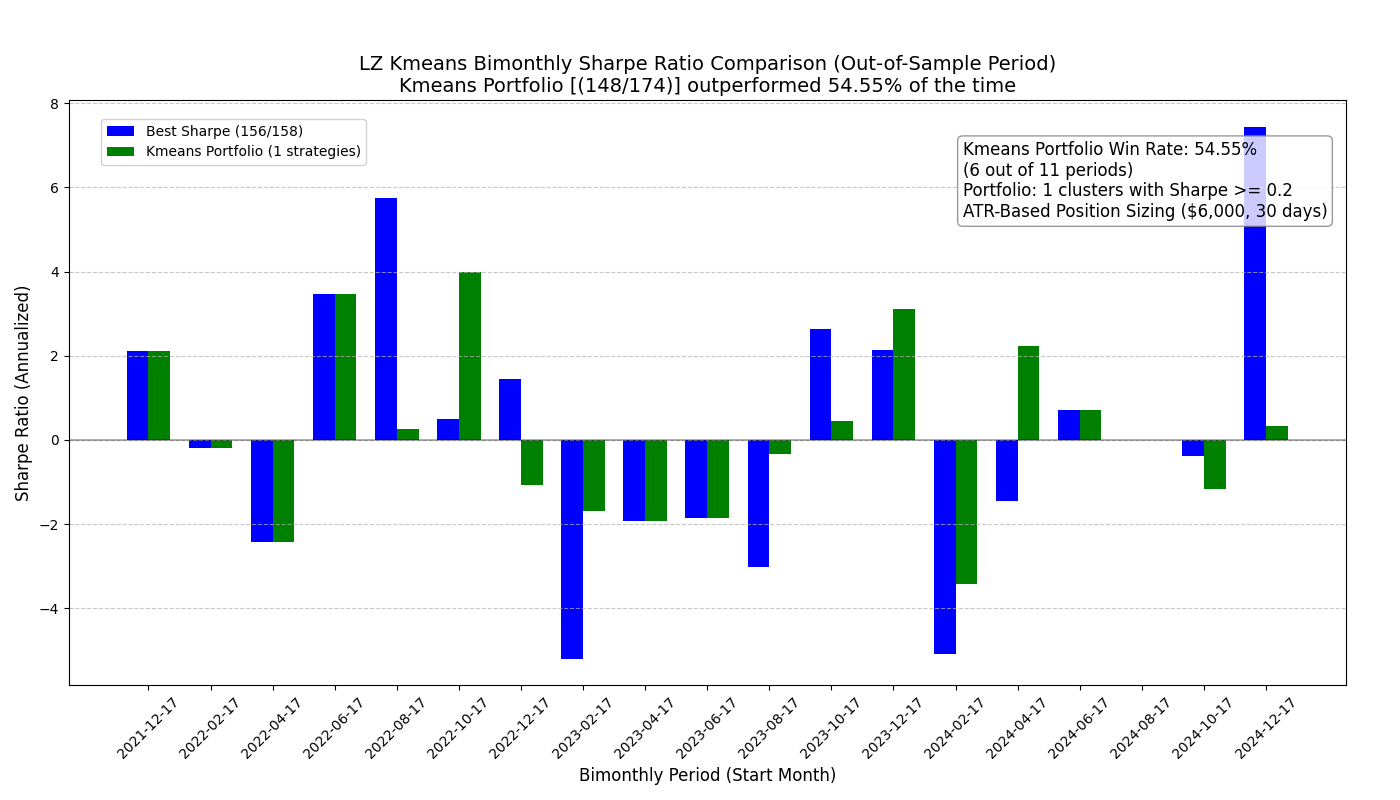 LZ Kmeans Bimonthly Sharpe Ratio Comparison (Out-of-Sample Period)
Kmeans Portfolio [(148/174)] outperformed 54.55% of the time
Best Sharpe (156/158)
Kmeans Portfolio (1 strategies)
Kmeans Portfolio Win Rate: 54.55%
(6 out of 11 periods)
Portfolio: 1 clusters with Sharpe >= 0.2
ATR-Based Position Sizing ($6,000, 30 days)
Sharpe Ratio (Annualized)
8
6
4
2
0
−2
−4
2021-12-17
2022-02-17
2022-04-17
2022-06-17
2022-08-17
2022-10-17
2022-12-17
2023-02-17
2023-04-17
2023-06-17
2023-08-17
2023-10-17
2023-12-17
2024-02-17
2024-04-17
2024-06-17
2024-08-17
2024-10-17
2024-12-17
Bimonthly Period (Start Month)